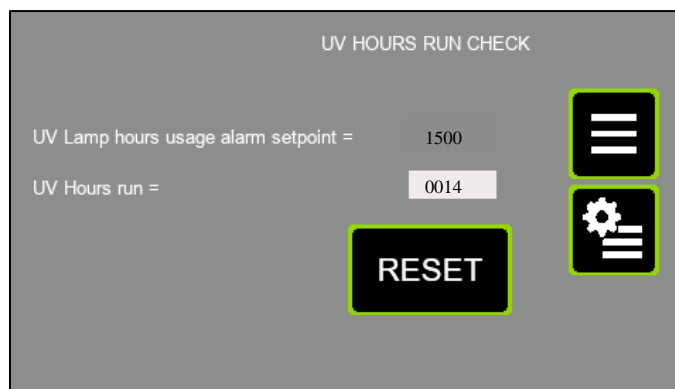 UV HOURS RUN CHECK
UV Lamp hours usage alarm setpoint = 1500
UV Hours run = 0014
RESET